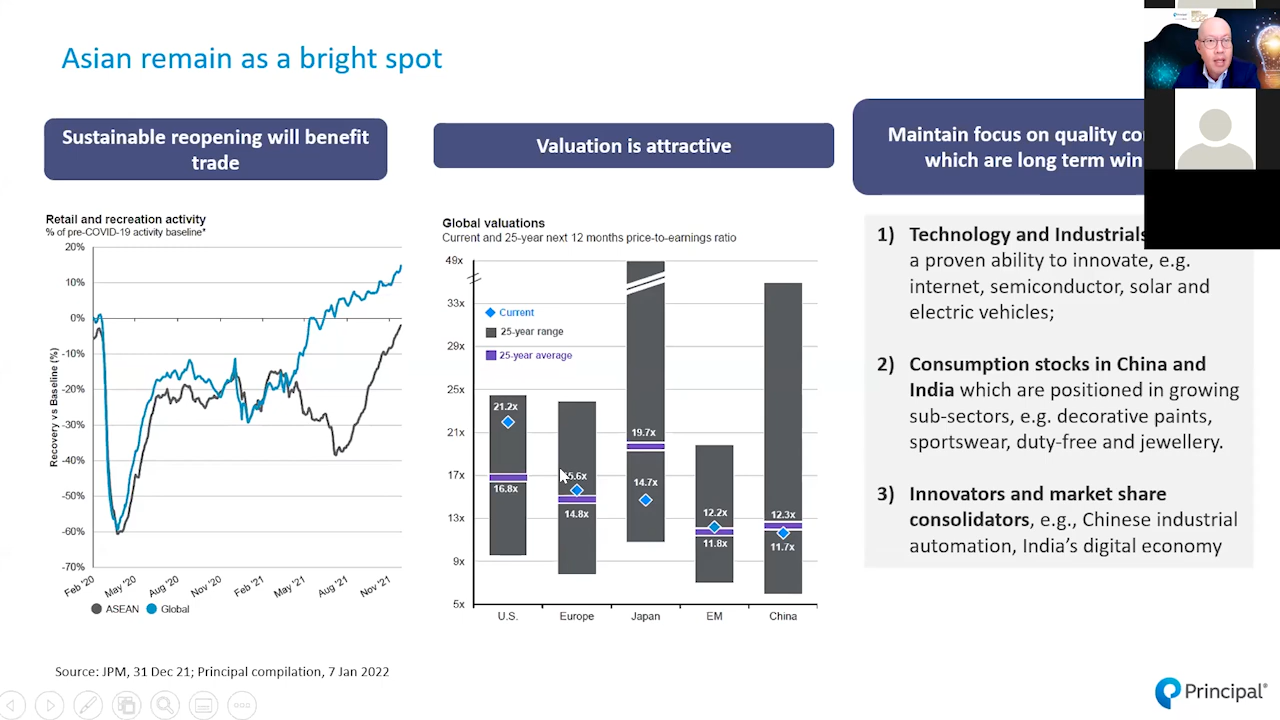 Asian remain as a bright spot
Sustainable reopening will benefit
trade
Retail and recreation activity
% of pre-COVID-19 activity baseline*
20%
10%
0%
-10%
-20%
-30%
-40%
-50%
-60%
-70%
Recovery vs Baseline (%)
Feb '20
May '20
Aug '20
Nov '20
Feb '21
May '21
Aug '21
Nov '21
ASEAN
Global
Valuation is attractive
Global valuations
Current and 25-year next 12 months price-to-earnings ratio
49x
33x
29x
25x
21x
17x
13x
9x
5x
Current
25-year range
25-year average
21.2x
16.8x
5.6x
14.8x
19.7x
14.7x
12.2x
11.8x
12.3x
11.7x
U.S.
Europe
Japan
EM
China
Maintain focus on quality
which are long term
1) Technology and Industrials
a proven ability to innovate, e.g.
internet, semiconductor, solar and
electric vehicles;
2) Consumption stocks in China and
India which are positioned in growing
sub-sectors, e.g. decorative paints,
sportswear, duty-free and jewellery.
3) Innovators and market share
consolidators, e.g., Chinese industrial
automation, India's digital economy
Source: JPM, 31 Dec 21; Principal compilation, 7 Jan 2022
Principal®